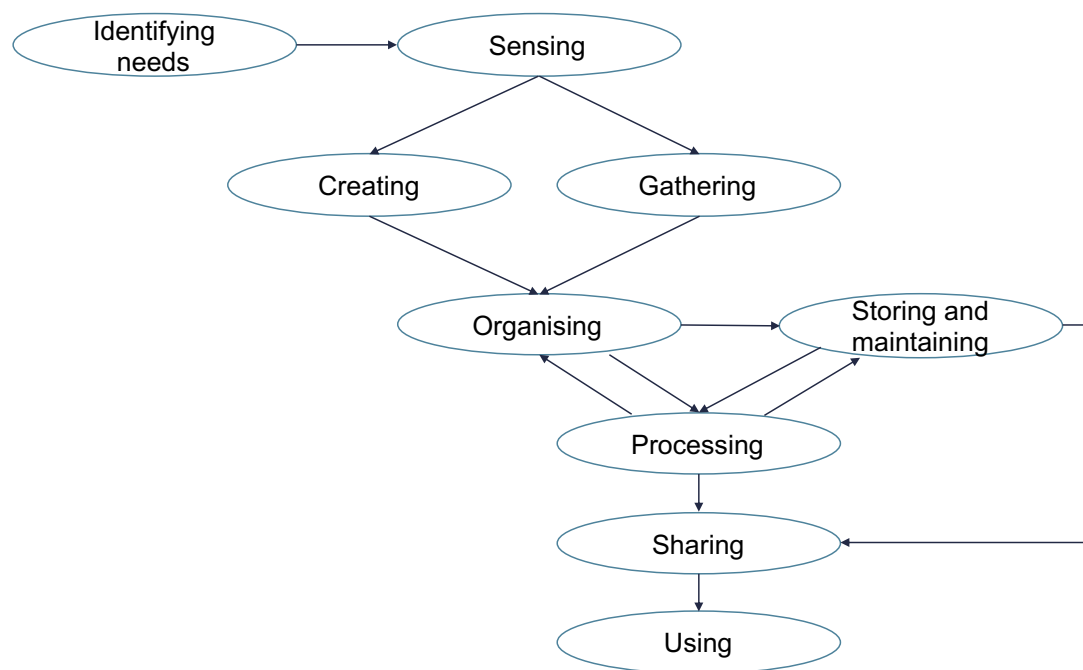 Identifying
needs
Sensing
Creating
Gathering
Organising
Storing and
maintaining
Processing
Sharing
Using